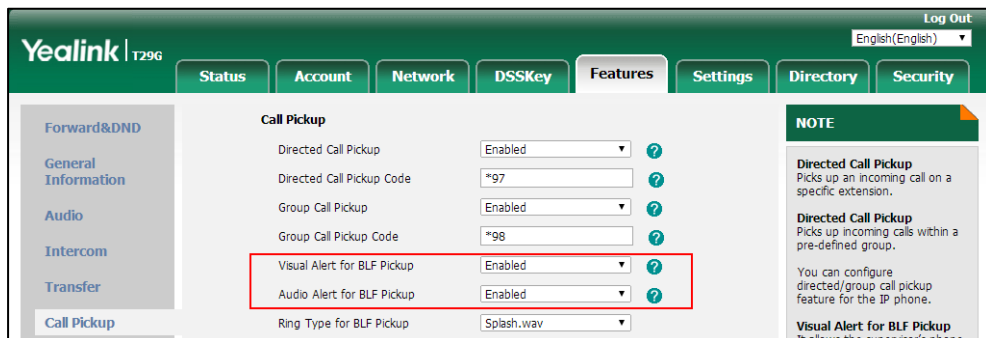 Log Out
Yealink | T29G
English(English)
Status Account Network DSSKey Features Settings Directory Security
Forward&DND
General
Information
Audio
Intercom
Transfer
Call Pickup
Call Pickup
Directed Call Pickup Enabled ?
Directed Call Pickup Code *97 ?
Group Call Pickup Enabled ?
Group Call Pickup Code *98 ?
Visual Alert for BLF Pickup Enabled ?
Audio Alert for BLF Pickup Enabled ?
Ring Type for BLF Pickup Splash.wav
NOTE
Directed Call Pickup
Picks up an incoming call on a
specific extension.
Directed Call Pickup
Picks up incoming calls within a
pre-defined group.
You can configure
directed/group call pickup
feature for the IP phone.
Visual Alert for BLF Pickup